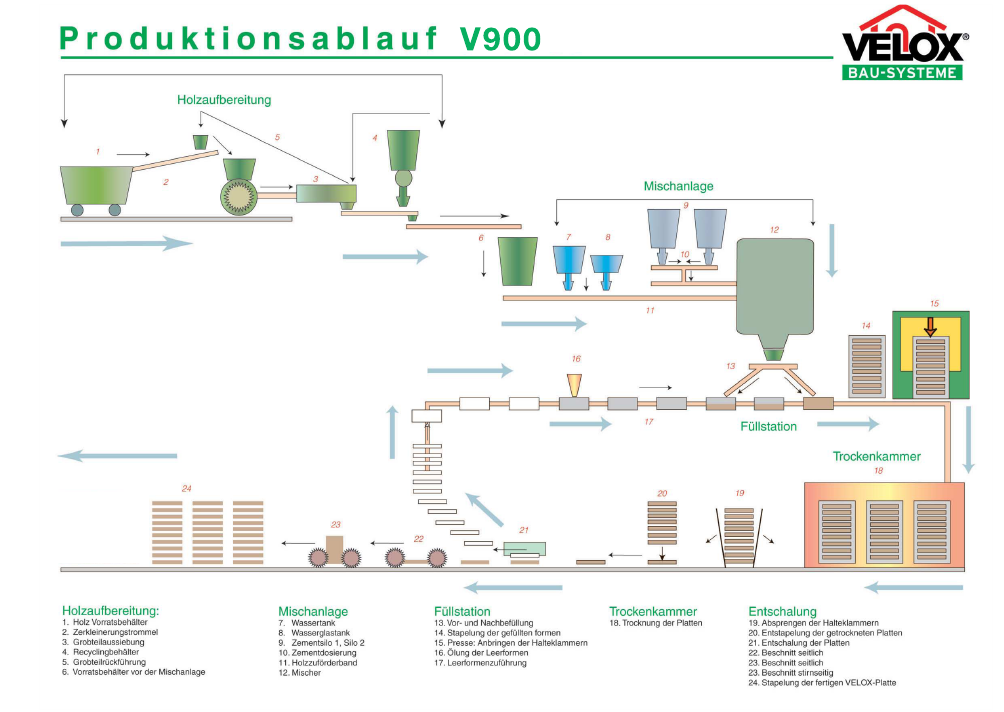 Produktionsablauf V900
VELOX®
BAU-SYSTEME
Holzaufbereitung
1
2
5
3
4
Mischanlage
6
7
8
9
10
11
12
13
14
15
16
17
Füllstation
Trockenkammer
18
19
20
21
22
23
24
Holzaufbereitung:
1. Holz Vorratsbehälter
2. Zerkleinerungstrommel
3. Grobteilaussiebung
4. Recyclingbehälter
5. Grobteilrückführung
6. Vorratsbehälter vor der Mischanlage
Mischanlage
7. Wassertank
8. Wasserglastank
9. Zementsilo 1, Silo 2
10. Zementdosierung
11. Holzzuförderband
12. Mischer
Füllstation
13. Vor- und Nachbefüllung
14. Stapelung der gefüllten formen
15. Presse: Anbringen der Halteklammern
16. Ölung der Leerformen
17. Leerformenzuführung
Trockenkammer
18. Trocknung der Platten
Entschalung
19. Absprengen der Halteklammern
20. Entstapelung der getrockneten Platten
21. Entschalung der Platten
22. Beschnitt seitlich
23. Beschnitt seitlich
23. Beschnitt stirnseitig
24. Stapelung der fertigen VELOX-Platte